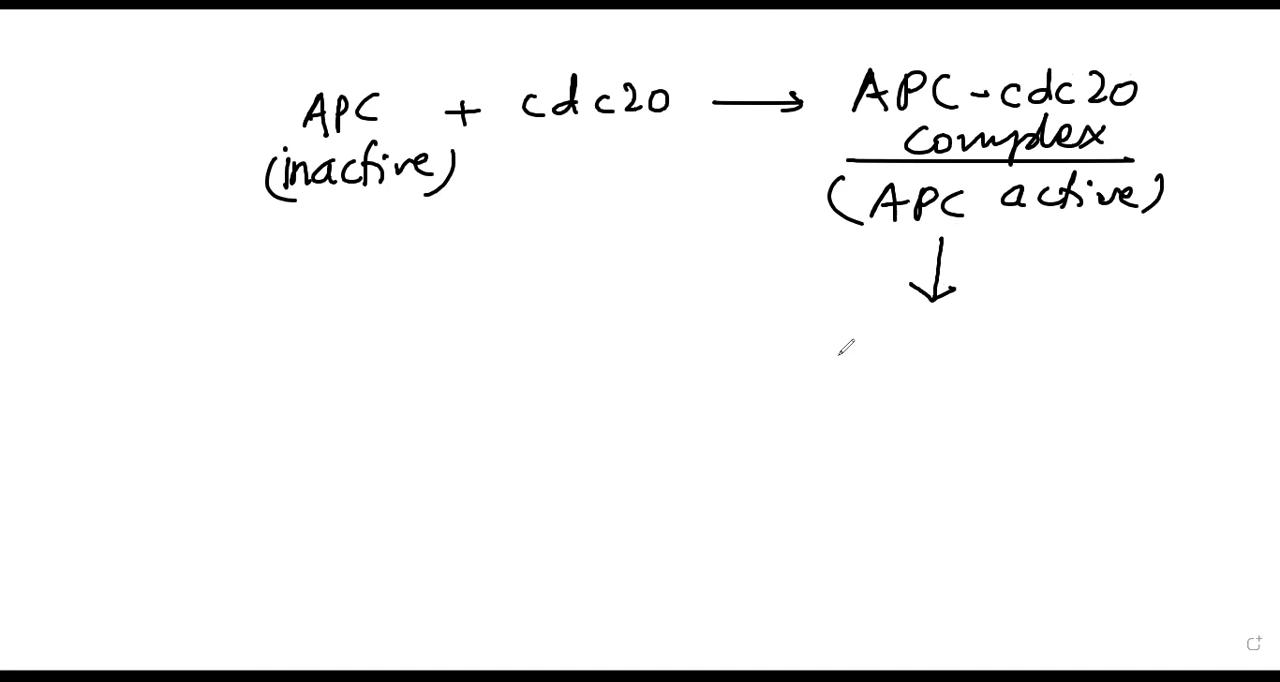 APC + cdc20 → APC-cdc20
complex
(inactive)
(APC active)
↓